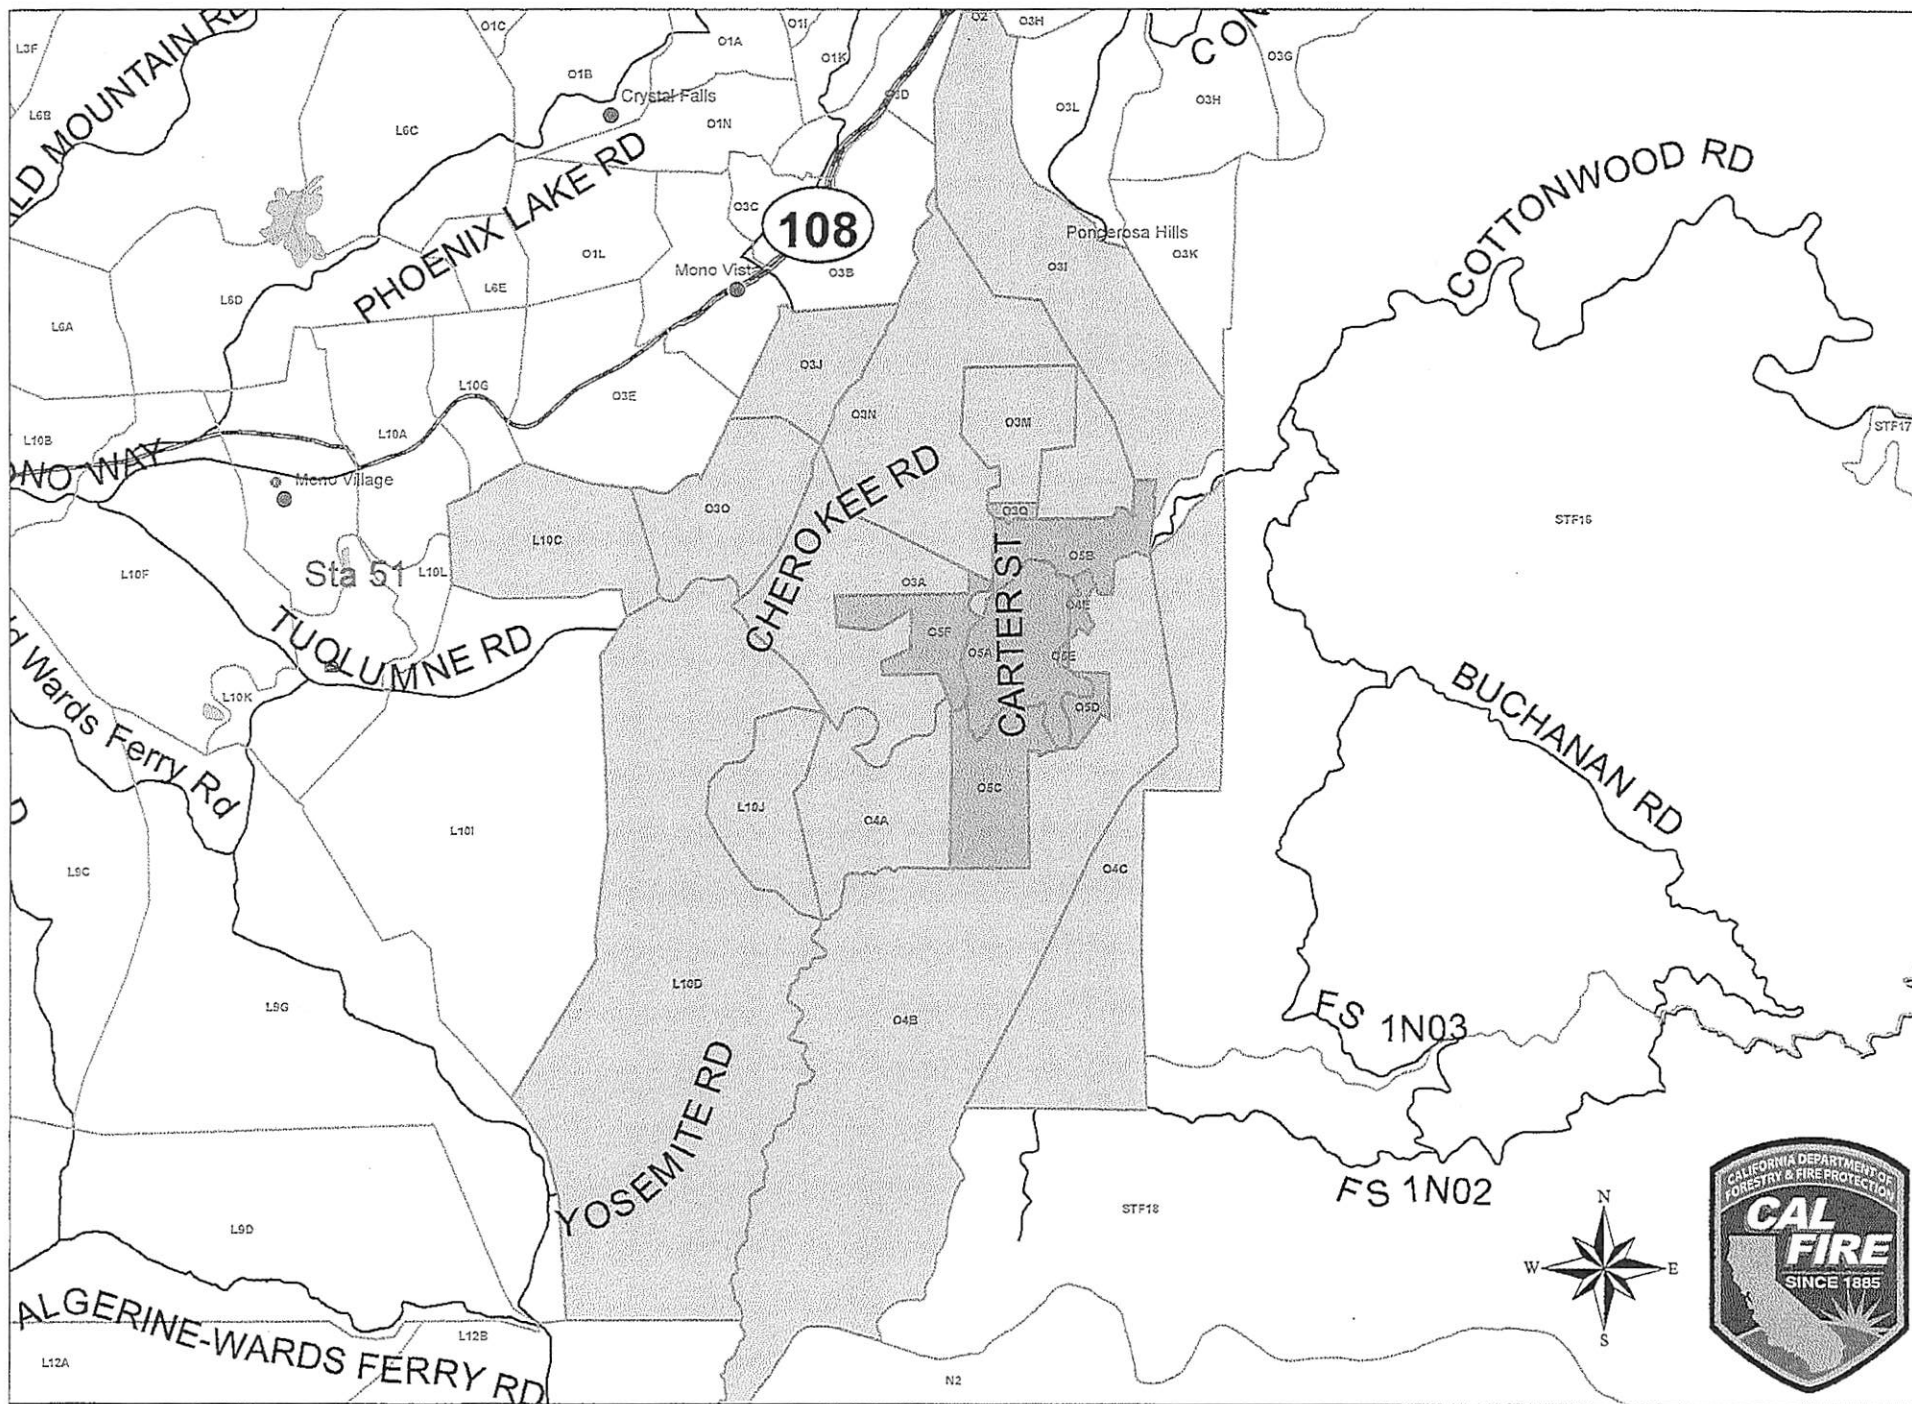 O1C
O1I
O2
O3H
L3F
O1A
O1K
O3G
O1B
Crystal Falls
O3H
O3L
L6B
L6C
O1N
ALD MOUNTAIN RD
PHOENIX LAKE RD
COTTONWOOD RD
O3C
108
Ponderosa Hills
O1L
Mono Vista
O3B
O3I
O3K
L6D
L6E
L6A
O3J
L10G
O3E
O3N
O3M
STF17
L10B
L10A
ONO WAY
Mono Village
CHEROKEE RD
O3O
O3Q
STF16
L10C
CARTER ST
O5B
L10F
Sta 51
L10L
O3A
O4E
TUOLUMNE RD
O5F
O5A
O5E
L10K
O5D
BUCHANAN RD
ld Wards Ferry Rd
L10J
O5C
O4A
L10I
L9C
O4C
D
L9G
L10D
O4B
FS 1N03
YOSEMITE RD
FS 1N02
STF18
L9D
N
W
E
S
CALIFORNIA DEPARTMENT OF
FORESTRY & FIRE PROTECTION
CAL
FIRE
SINCE 1885
ALGERINE-WARDS FERRY RD
L12B
L12A
N2